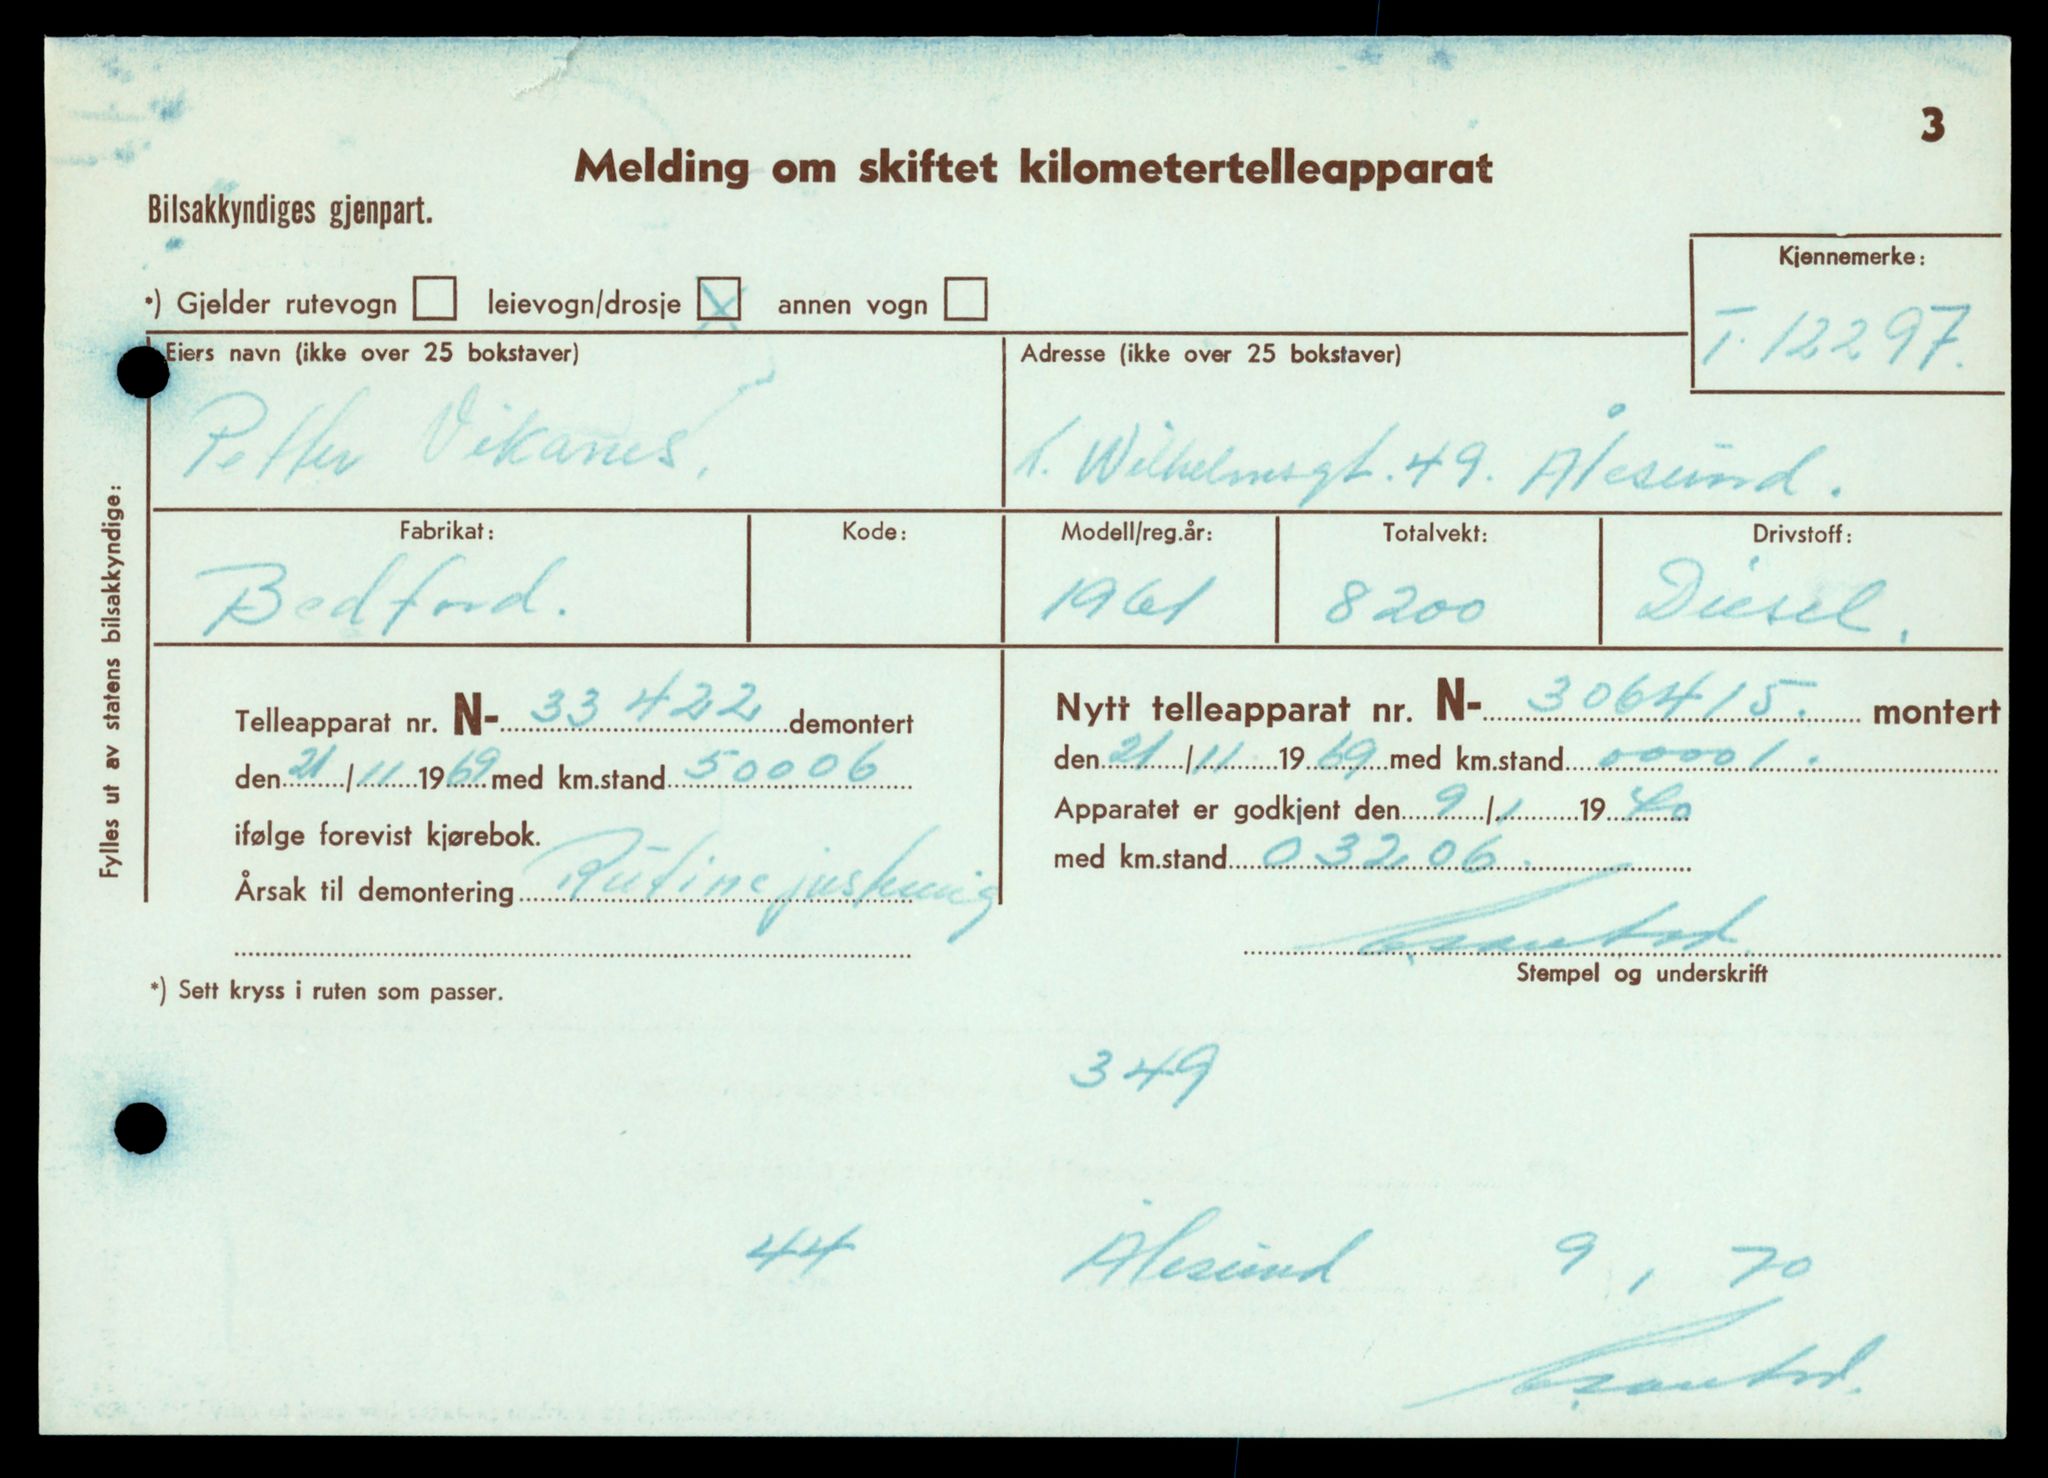 3
Melding om skiftet kilometertelleapparat
Bilsakkyndiges gjenpart.
Kjennemerke:
T. 12297.
*) Gjelder rutevogn leievogn/drosje X annen vogn
Eiers navn (ikke over 25 bokstaver) Adresse (ikke over 25 bokstaver)
Petter Vikanes, K. Wilhelmsgt. 49. Ålesund.
Fabrikat: Kode: Modell/reg.år: Totalvekt: Drivstoff:
Bedford. 1961 8200 Diesel.
Fylles ut av statens bilsakkyndige:
Telleapparat nr. N- 33422 demontert
den 21/11 1969 med km.stand 50006
ifølge forevist kjørebok.
Årsak til demontering Rutinejustering
Nytt telleapparat nr. N- 306415. montert
den 21/11 1969 med km.stand 00001.
Apparatet er godkjent den 9/1 1970
med km.stand 03206.
Stempel og underskrift
*) Sett kryss i ruten som passer.
349
44 Ålesund 9 1 70